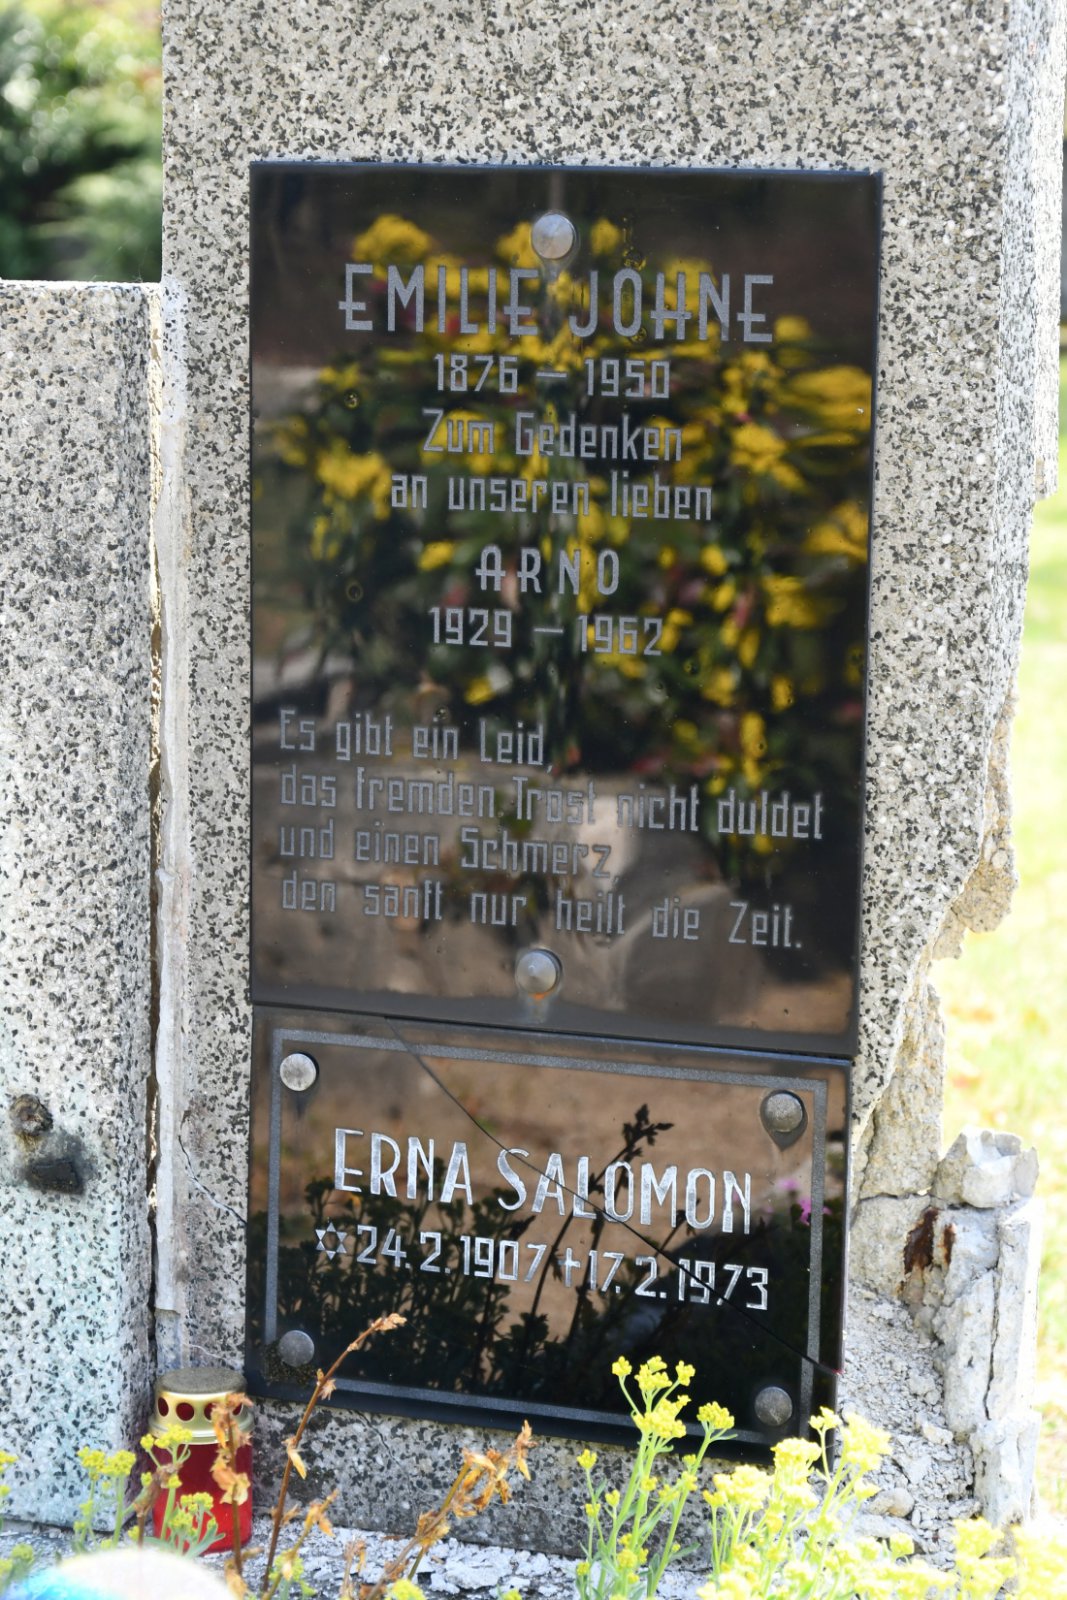 EMILIE JOHNE
1876 – 1950
Zum Gedenken
an unseren lieben
ARNO
1929 – 1962
Es gibt ein Leid,
das fremden Trost nicht duldet
und einen Schmerz,
den sanft nur heilt die Zeit.
ERNA SALOMON
✡ 24.2.1907 † 17.2.1973